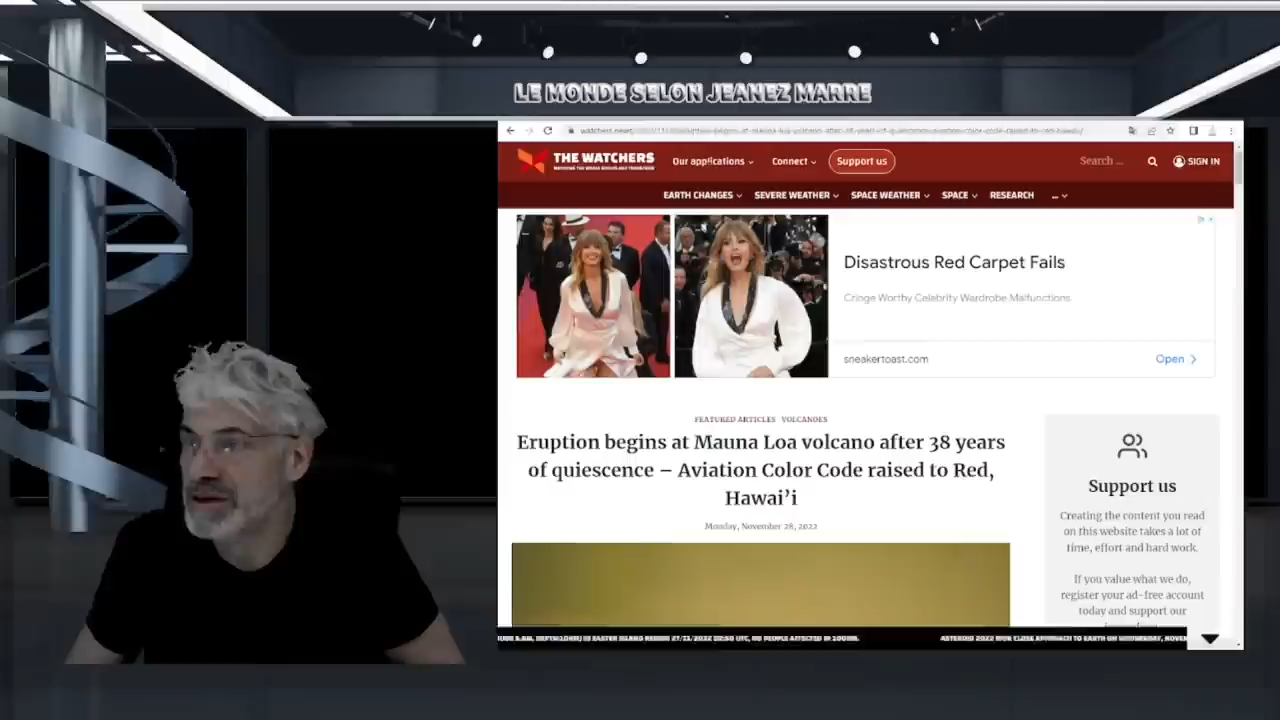 LE MONDE SELON JEANEZ MARRE
THE WATCHERS
Our applications
Connect
Support us
Search ...
SIGN IN
EARTH CHANGES
SEVERE WEATHER
SPACE WEATHER
SPACE
RESEARCH
...
Disastrous Red Carpet Fails
Cringe Worthy Celebrity Wardrobe Malfunctions
sneakertoast.com
Open
FEATURED ARTICLES VOLCANOES
Eruption begins at Mauna Loa volcano after 38 years
of quiescence – Aviation Color Code raised to Red,
Hawai’i
Monday, November 28, 2022
Support us
Creating the content you read
on this website takes a lot of
time, effort and hard work.
If you value what we do,
register your ad-free account
today and support our